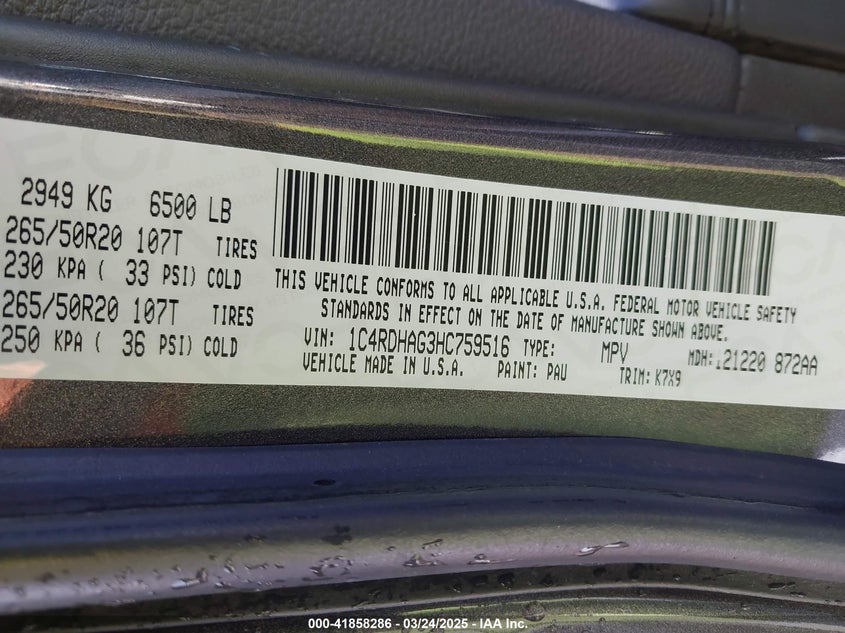 2949 KG 6500 LB
265/50R20 107T TIRES
230 KPA ( 33 PSI) COLD
265/50R20 107T TIRES
250 KPA ( 36 PSI) COLD
THIS VEHICLE CONFORMS TO ALL APPLICABLE U.S.A. FEDERAL MOTOR VEHICLE SAFETY
STANDARDS IN EFFECT ON THE DATE OF MANUFACTURE SHOWN ABOVE.
VIN: 1C4RDHAG3HC759516 TYPE: MPV MDH: 121220 872AA
VEHICLE MADE IN U.S.A. PAINT: PAU TRIM: K7X9
000-41858286 - 03/24/2025 - IAA Inc.